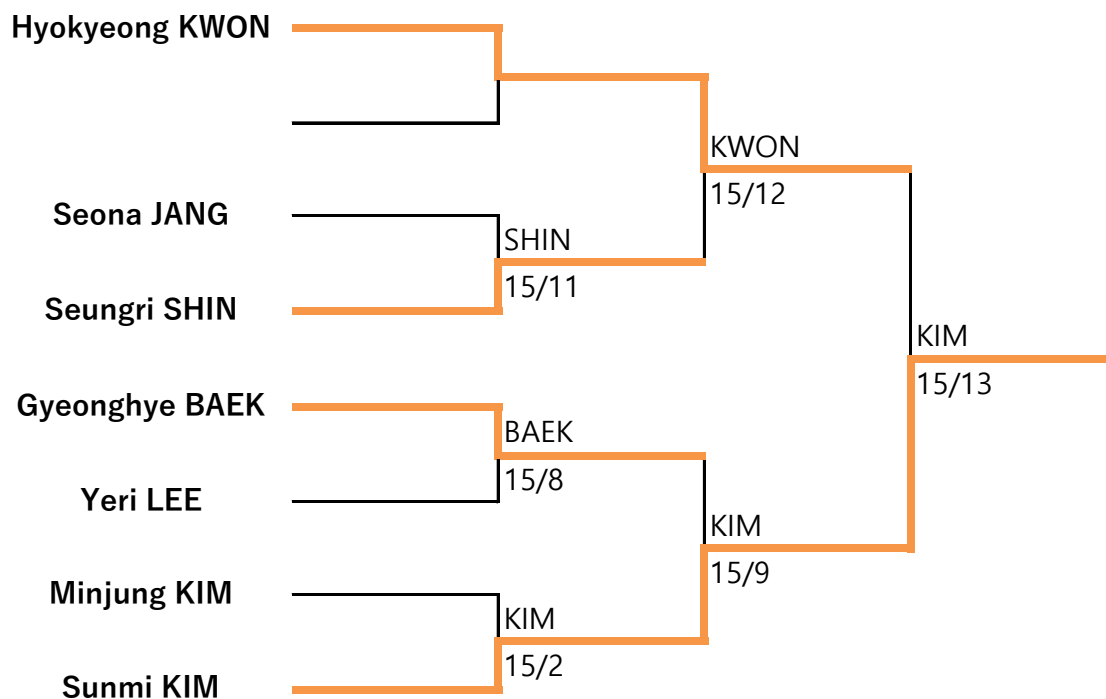 Hyokyeong KWON
KWON
15/12
Seona JANG
SHIN
15/11
Seungri SHIN
KIM
15/13
Gyeonghye BAEK
BAEK
15/8
Yeri LEE
KIM
15/9
Minjung KIM
KIM
15/2
Sunmi KIM